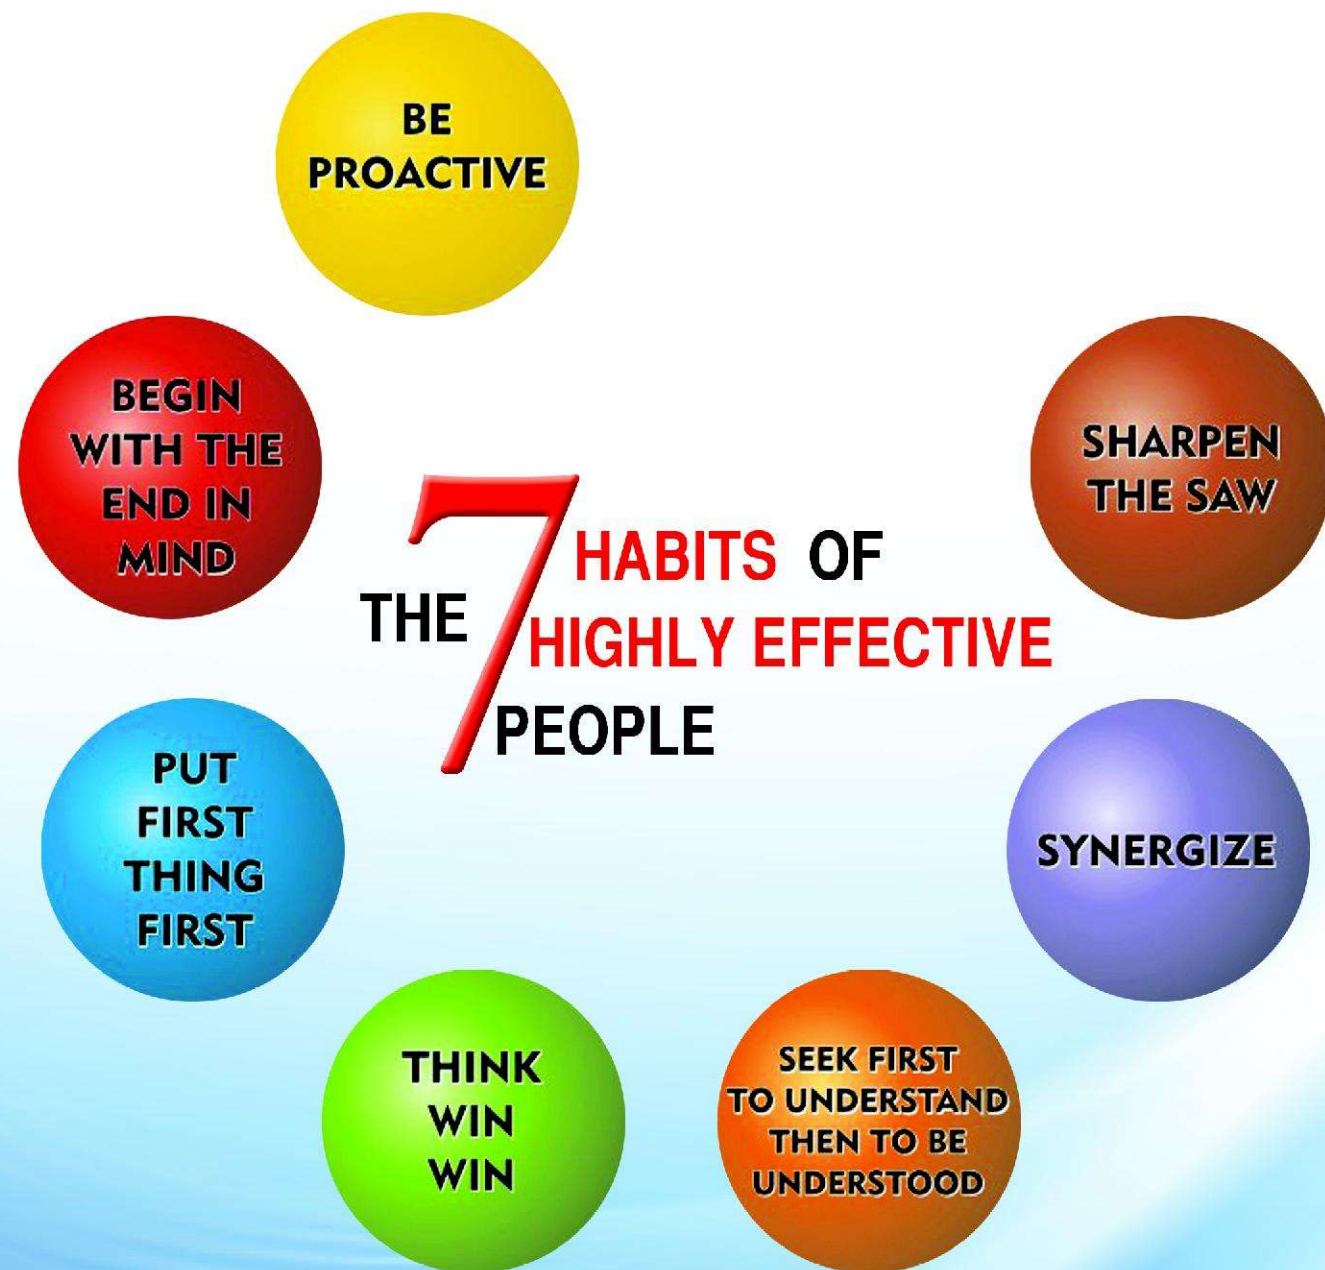 BE
PROACTIVE
BEGIN
WITH THE
END IN
MIND
PUT
FIRST
THING
FIRST
THINK
WIN
WIN
SEEK FIRST
TO UNDERSTAND
THEN TO BE
UNDERSTOOD
SYNERGIZE
SHARPEN
THE SAW
THE 7 HABITS OF
HIGHLY EFFECTIVE
PEOPLE